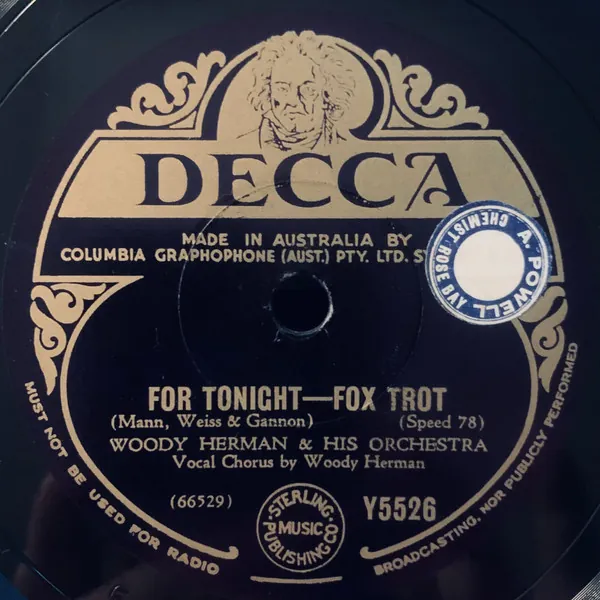 DECCA
MADE IN AUSTRALIA BY
COLUMBIA GRAPHOPHONE (AUST.) PTY. LTD.
A. POWELL
CHEMIST ROSE BAY
FOR TONIGHT—FOX TROT
(Mann, Weiss & Gannon) (Speed 78)
WOODY HERMAN & HIS ORCHESTRA
Vocal Chorus by Woody Herman
(66529)
STERLING
MUSIC
PUBLISHING CO
Y5526
MUST NOT BE USED FOR RADIO
BROADCASTING, NOR PUBLICLY PERFORMED